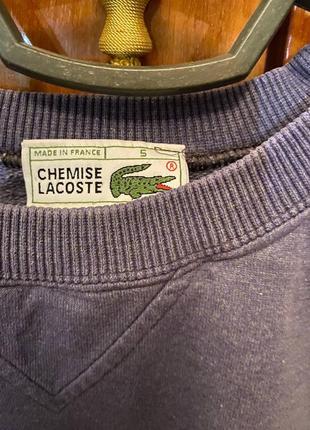 MADE IN FRANCE 5
CHEMISE
LACOSTE ®